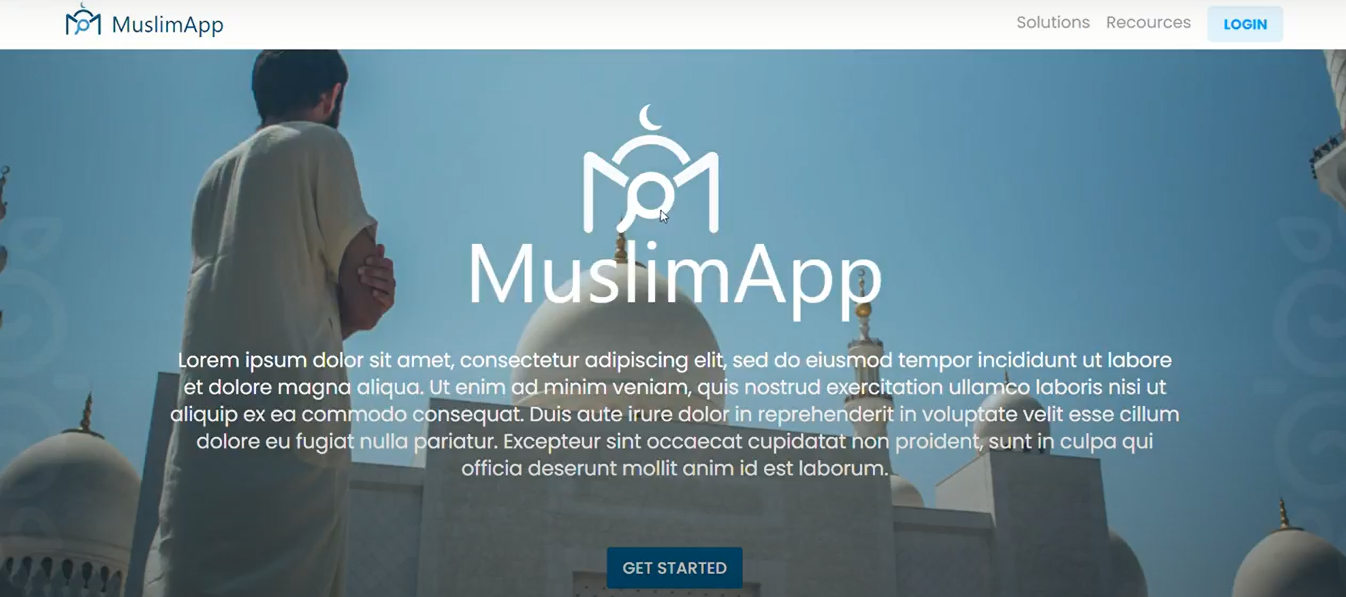 MuslimApp
Solutions Recources LOGIN
MuslimApp
Lorem ipsum dolor sit amet, consectetur adipiscing elit, sed do eiusmod tempor incididunt ut labore
et dolore magna aliqua. Ut enim ad minim veniam, quis nostrud exercitation ullamco laboris nisi ut
aliquip ex ea commodo consequat. Duis aute irure dolor in reprehenderit in voluptate velit esse cillum
dolore eu fugiat nulla pariatur. Excepteur sint occaecat cupidatat non proident, sunt in culpa qui
officia deserunt mollit anim id est laborum.
GET STARTED